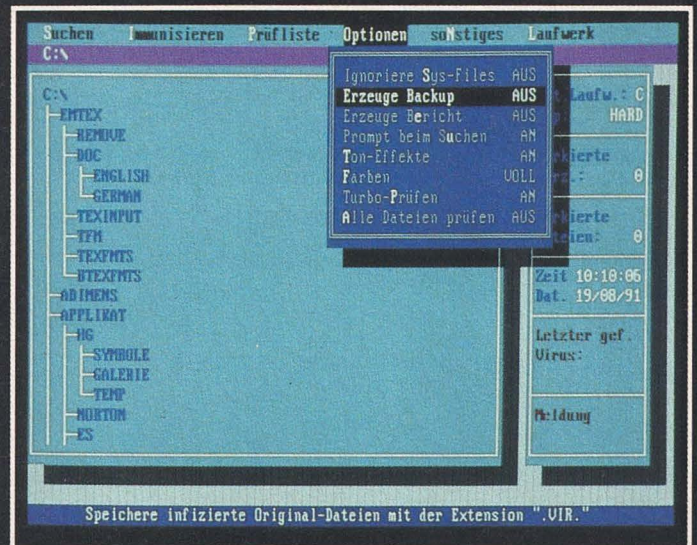 Suchen Immunisieren Prüfliste Optionen soNstiges Laufwerk
C:\
Ignoriere Sys-Files AUS
Erzeuge Backup AUS
Erzeuge Bericht AUS
Prompt beim Suchen AN
Ton-Effekte AN
Farben VOLL
Turbo-Prüfen AN
Alle Dateien prüfen AUS
C:\
EMTEX
REMOVE
DOC
ENGLISH
GERMAN
TEXINPUT
TFM
TEXFMTS
BTEXFMTS
ADIMENS
APPLIKAT
HG
SYMBOLE
GALERIE
TEMP
NORTON
ES
Laufw.: C
HARD
0
0
Zeit 10:10:06
Dat. 19/08/91
Letzter gef.
Virus:
Meldung
Speichere infizierte Original-Dateien mit der Extension ".VIR."